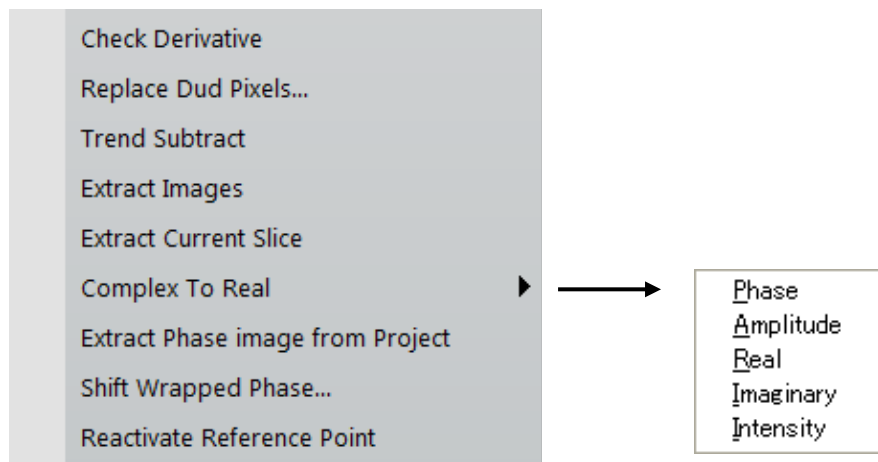 Check Derivative
Replace Dud Pixels...
Trend Subtract
Extract Images
Extract Current Slice
Complex To Real
Extract Phase image from Project
Shift Wrapped Phase...
Reactivate Reference Point
Phase
Amplitude
Real
Imaginary
Intensity